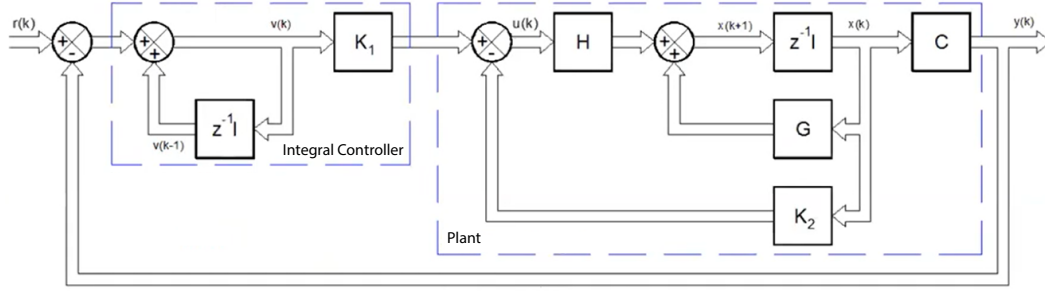 r(k)
+
-
+
+
v(k)
K1
+
-
u(k)
H
+
+
x(k+1)
z⁻¹I
x(k)
C
y(k)
z⁻¹I
v(k-1)
Integral Controller
G
K2
Plant